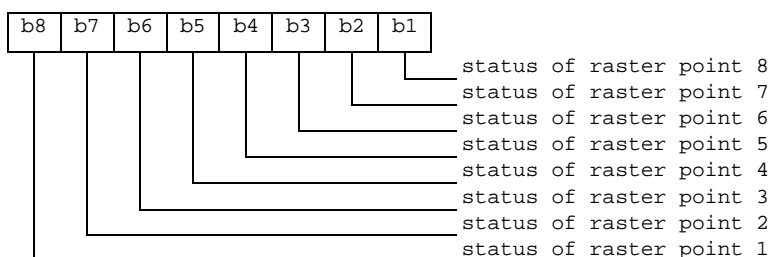 b8 b7 b6 b5 b4 b3 b2 b1
status of raster point 8
status of raster point 7
status of raster point 6
status of raster point 5
status of raster point 4
status of raster point 3
status of raster point 2
status of raster point 1